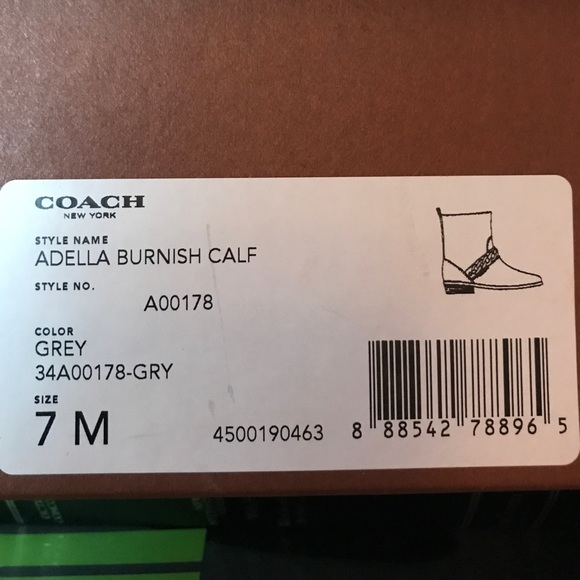 COACH
NEW YORK
STYLE NAME
ADELLA BURNISH CALF
STYLE NO.
A00178
COLOR
GREY
34A00178-GRY
SIZE
7 M
4500190463
8 88542 78896 5